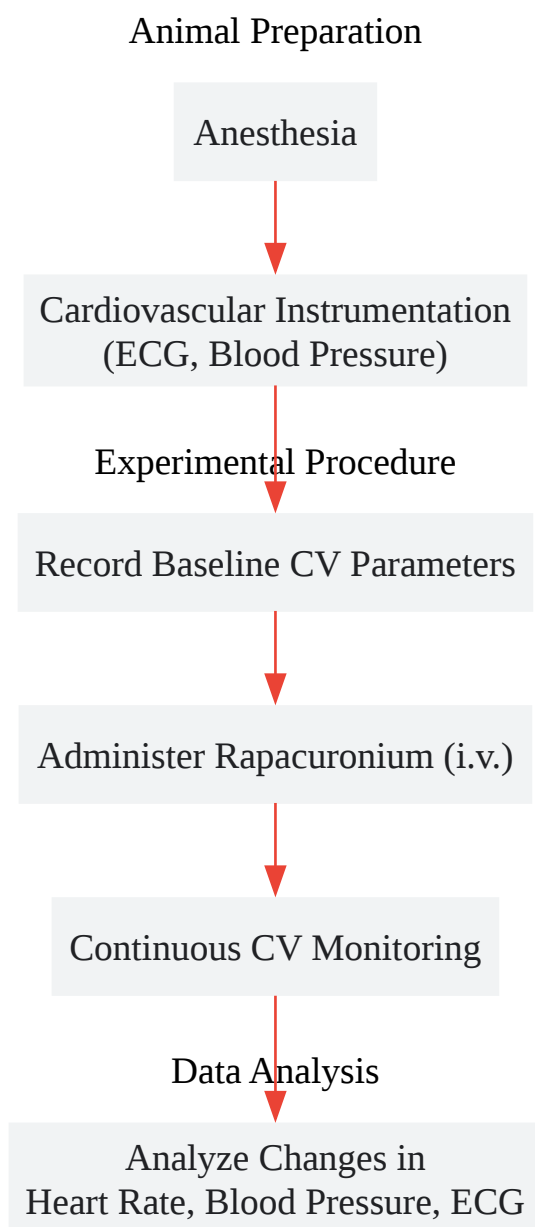 Animal Preparation
Anesthesia
Cardiovascular Instrumentation
(ECG, Blood Pressure)
Experimental Procedure
Record Baseline CV Parameters
Administer Rapacuronium (i.v.)
Continuous CV Monitoring
Data Analysis
Analyze Changes in
Heart Rate, Blood Pressure, ECG